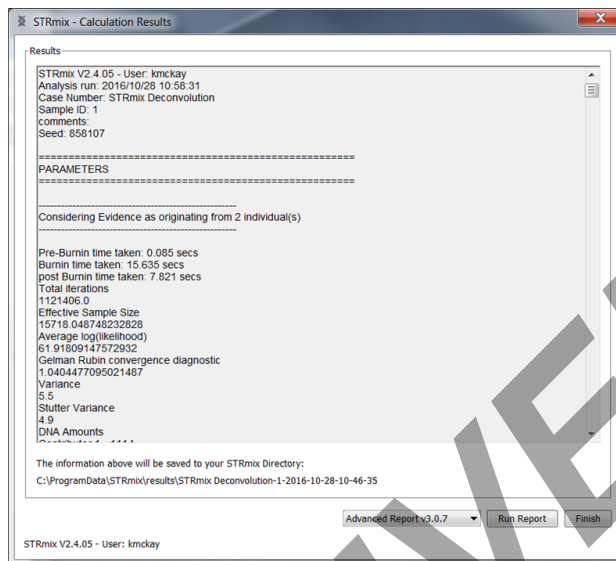 STRmix - Calculation Results
X
Results
STRmix V2.4.05 - User: kmckay
Analysis run: 2016/10/28 10:58:31
Case Number: STRmix Deconvolution
Sample ID: 1
comments:
Seed: 858107
=====================================================
PARAMETERS
=====================================================
--------------------------------------------------
Considering Evidence as originating from 2 individual(s)
--------------------------------------------------
Pre-Burnin time taken: 0.085 secs
Burnin time taken: 15.635 secs
post Burnin time taken: 7.821 secs
Total iterations
1121406.0
Effective Sample Size
15718.048748232828
Average log(likelihood)
61.91809147572932
Gelman Rubin convergence diagnostic
1.0404477095021487
Variance
5.5
Stutter Variance
4.9
DNA Amounts
The information above will be saved to your STRmix Directory:
C:\ProgramData\STRmix\results\STRmix Deconvolution-1-2016-10-28-10-46-35
Advanced Report v3.0.7 Run Report Finish
STRmix V2.4.05 - User: kmckay